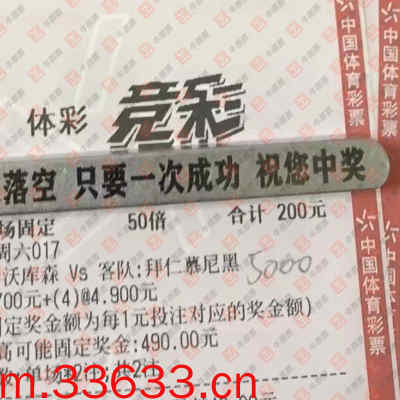 中国体育彩票
体彩 竞彩
落空 只要一次成功 祝您中奖
场固定 50倍 合计 200元
周六017
沃库森 Vs 客队:拜仁慕尼黑 5000
700元+(4)@4.900元
固定奖金额为每1元投注对应的奖金额)
高可能固定奖金:490.00元
m.33633.cn
中国体育彩票